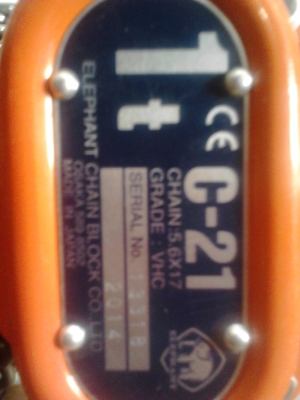 1t
CE C-21
CHAIN:5.6X17
GRADE: VHC
SERIAL No.
2014
ELEPHANT CHAIN BLOCK CO.,LTD.
OSAKA
MADE IN JAPAN
ELEPHANT